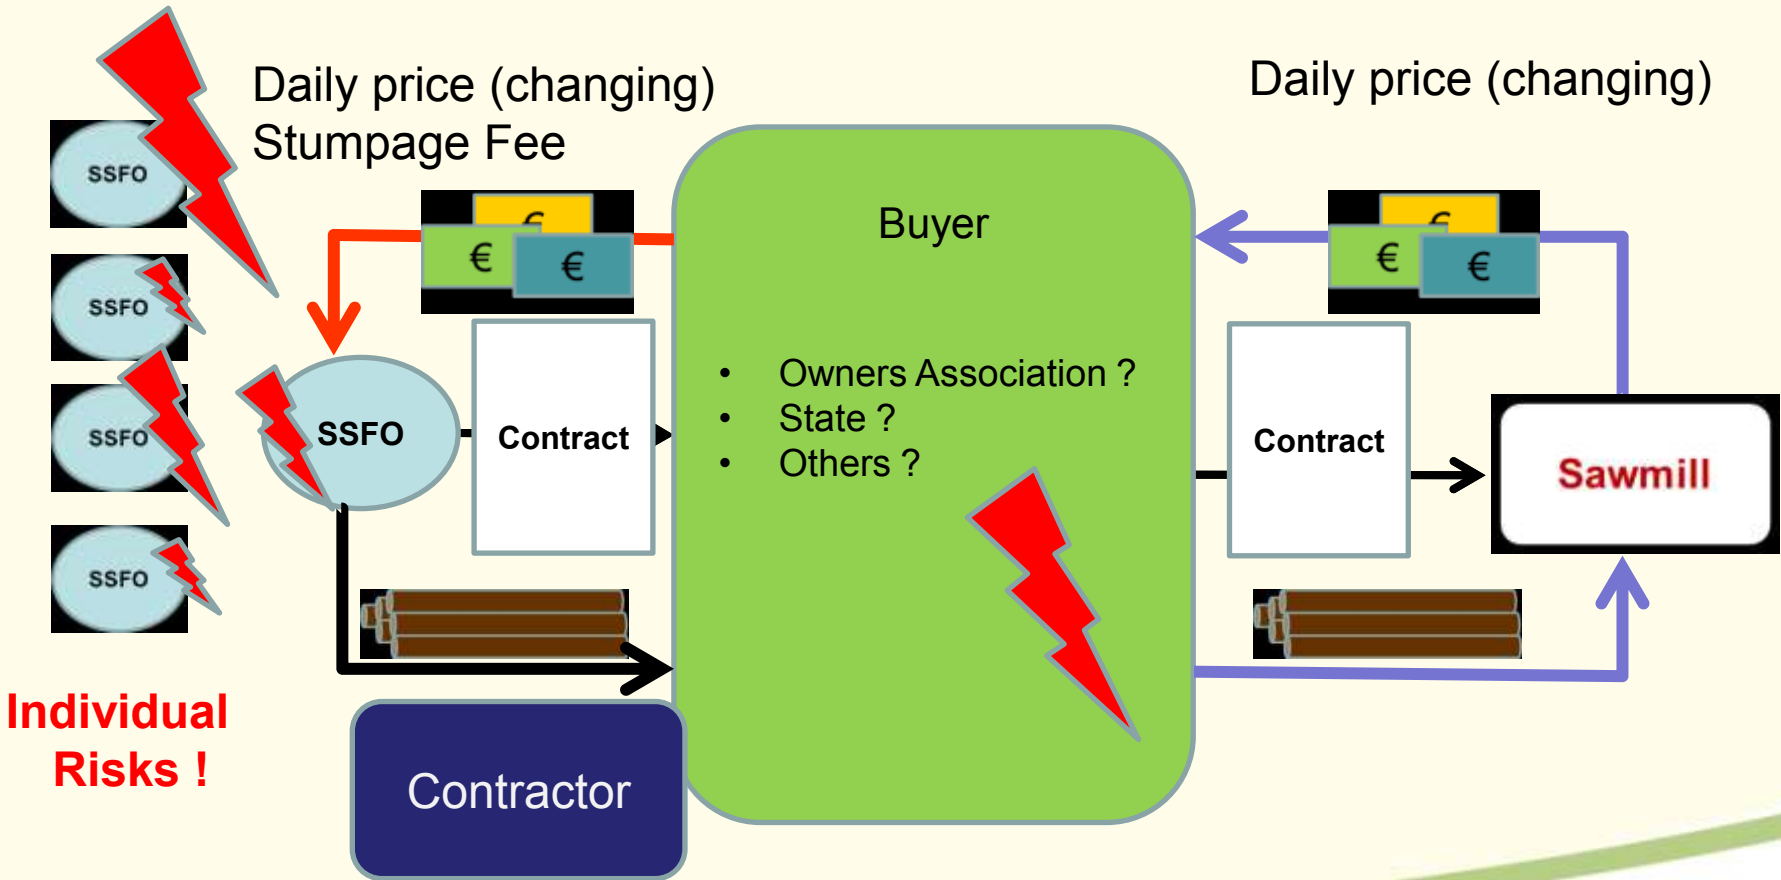 Daily price (changing)
Stumpage Fee
Daily price (changing)
SSFO
SSFO
SSFO
SSFO
Individual
Risks !
€
€
€
SSFO
Contract
Contractor
Buyer
• Owners Association ?
• State ?
• Others ?
€
€
€
Contract
Sawmill